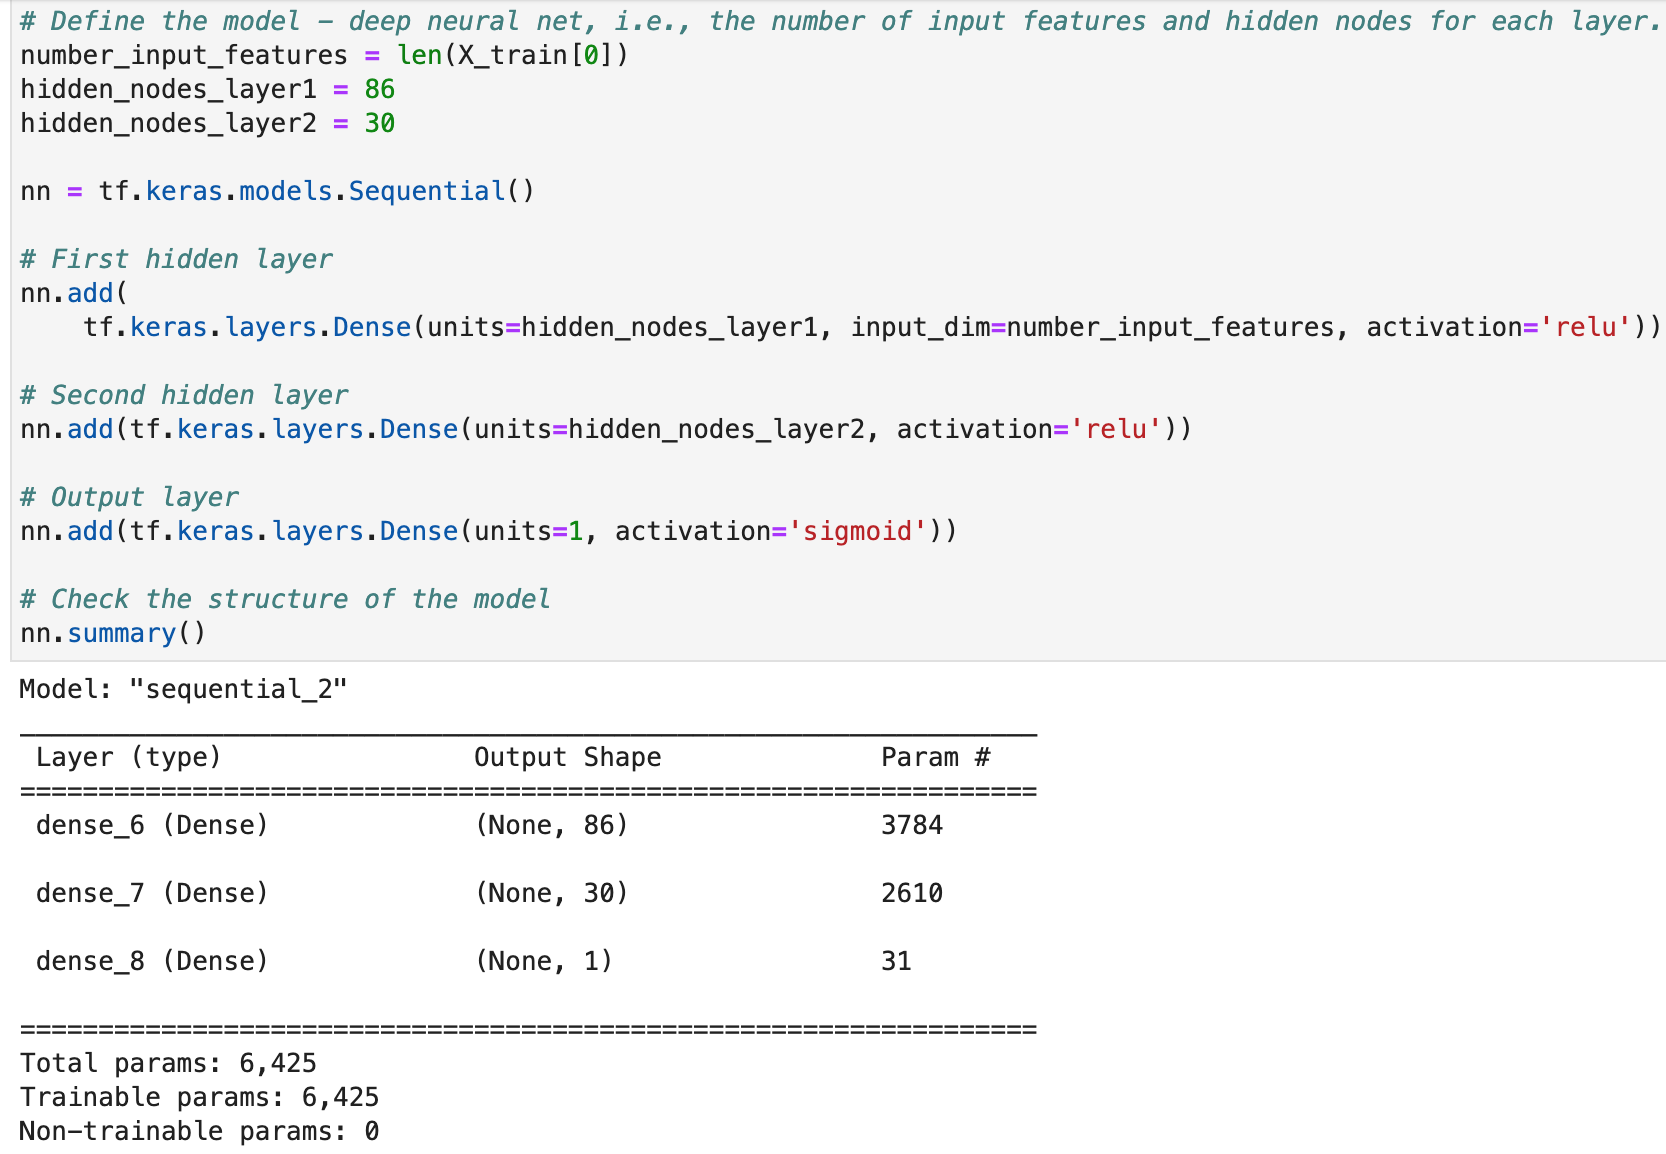 # Define the model – deep neural net, i.e., the number of input features and hidden nodes for each layer.
number_input_features = len(X_train[0])
hidden_nodes_layer1 = 86
hidden_nodes_layer2 = 30
nn = tf.keras.models.Sequential()
# First hidden layer
nn.add(
    tf.keras.layers.Dense(units=hidden_nodes_layer1, input_dim=number_input_features, activation='relu'))
# Second hidden layer
nn.add(tf.keras.layers.Dense(units=hidden_nodes_layer2, activation='relu'))
# Output layer
nn.add(tf.keras.layers.Dense(units=1, activation='sigmoid'))
# Check the structure of the model
nn.summary()
Model: "sequential_2"
_________________________________________________________________
Layer (type)                Output Shape              Param #
=================================================================
dense_6 (Dense)             (None, 86)                3784
dense_7 (Dense)             (None, 30)                2610
dense_8 (Dense)             (None, 1)                 31
=================================================================
Total params: 6,425
Trainable params: 6,425
Non-trainable params: 0